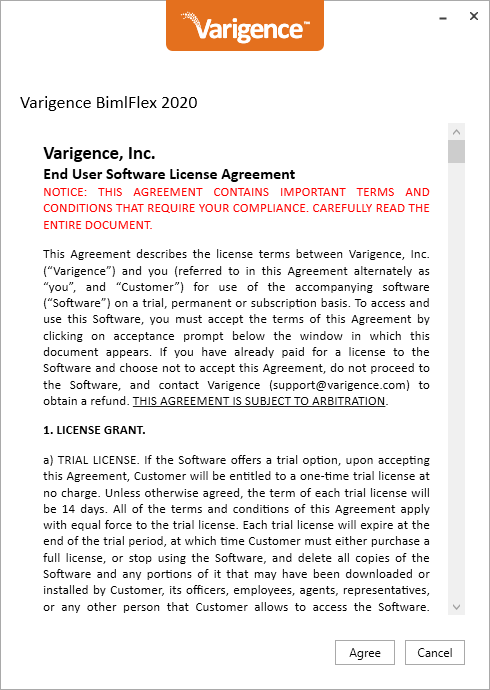 Varigence™
Varigence BimlFlex 2020
Varigence, Inc.
End User Software License Agreement
NOTICE: THIS AGREEMENT CONTAINS IMPORTANT TERMS AND
CONDITIONS THAT REQUIRE YOUR COMPLIANCE. CAREFULLY READ THE
ENTIRE DOCUMENT.
This Agreement describes the license terms between Varigence, Inc.
(“Varigence”) and you (referred to in this Agreement alternately as
“you”, and “Customer”) for use of the accompanying software
(“Software”) on a trial, permanent or subscription basis. To access and
use this Software, you must accept the terms of this Agreement by
clicking on acceptance prompt below the window in which this
document appears. If you have already paid for a license to the
Software and choose not to accept this Agreement, do not proceed to
the Software, and contact Varigence (support@varigence.com) to
obtain a refund. THIS AGREEMENT IS SUBJECT TO ARBITRATION.
1. LICENSE GRANT.
a) TRIAL LICENSE. If the Software offers a trial option, upon accepting
this Agreement, Customer will be entitled to a one-time trial license at
no charge. Unless otherwise agreed, the term of each trial license will
be 14 days. All of the terms and conditions of this Agreement apply
with equal force to the trial license. Each trial license will expire at the
end of the trial period, at which time Customer must either purchase a
full license, or stop using the Software, and delete all copies of the
Software and any portions of it that may have been downloaded or
installed by Customer, its officers, employees, agents, representatives,
or any other person that Customer allows to access the Software.
Agree Cancel